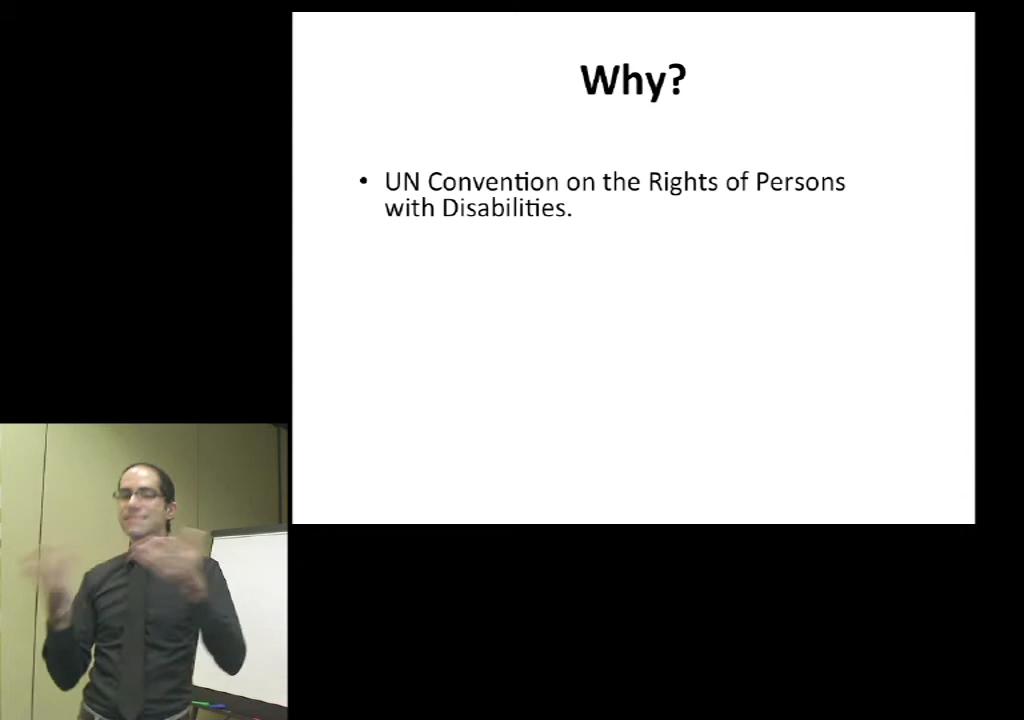 Why?
• UN Convention on the Rights of Persons
with Disabilities.